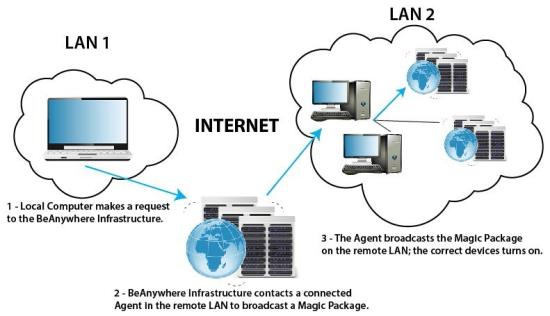 LAN 1
LAN 2
INTERNET
1 - Local Computer makes a request
to the BeAnywhere Infrastructure.
2 - BeAnywhere Infrastructure contacts a connected
Agent in the remote LAN to broadcast a Magic Package.
3 - The Agent broadcasts the Magic Package
on the remote LAN; the correct devices turns on.